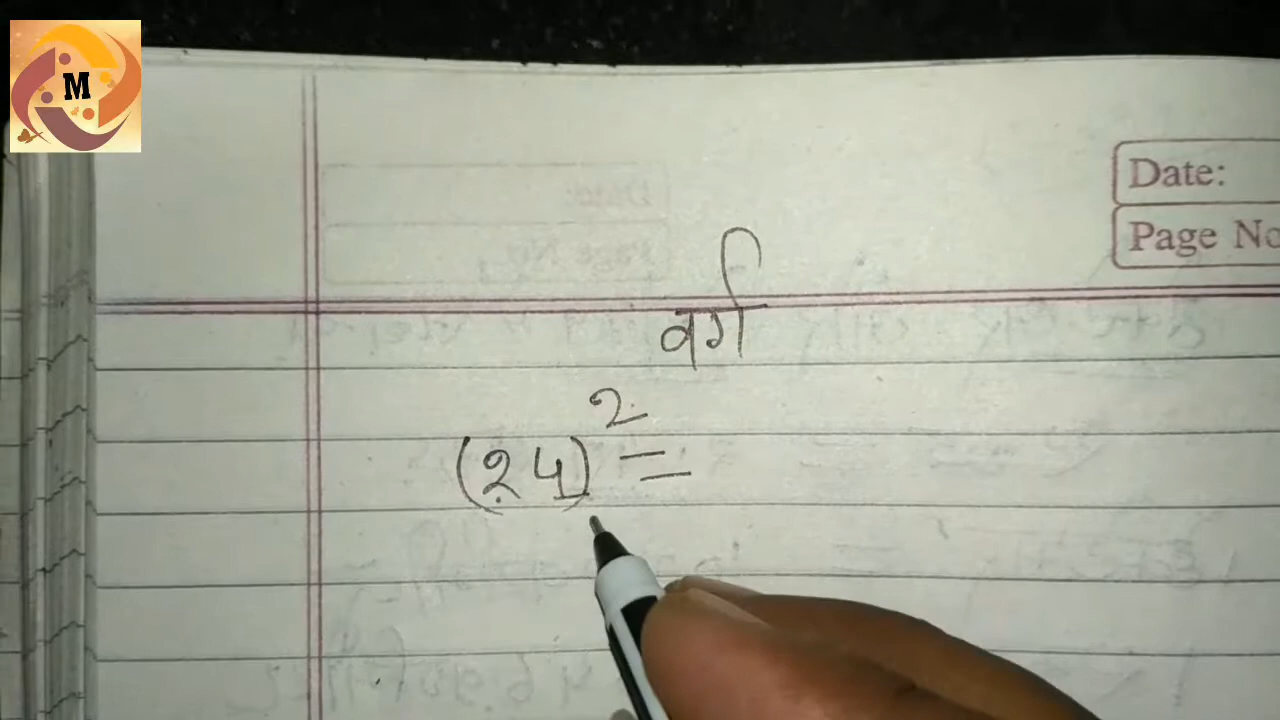 M
Date:
Page No
वर्ग
(24)² =